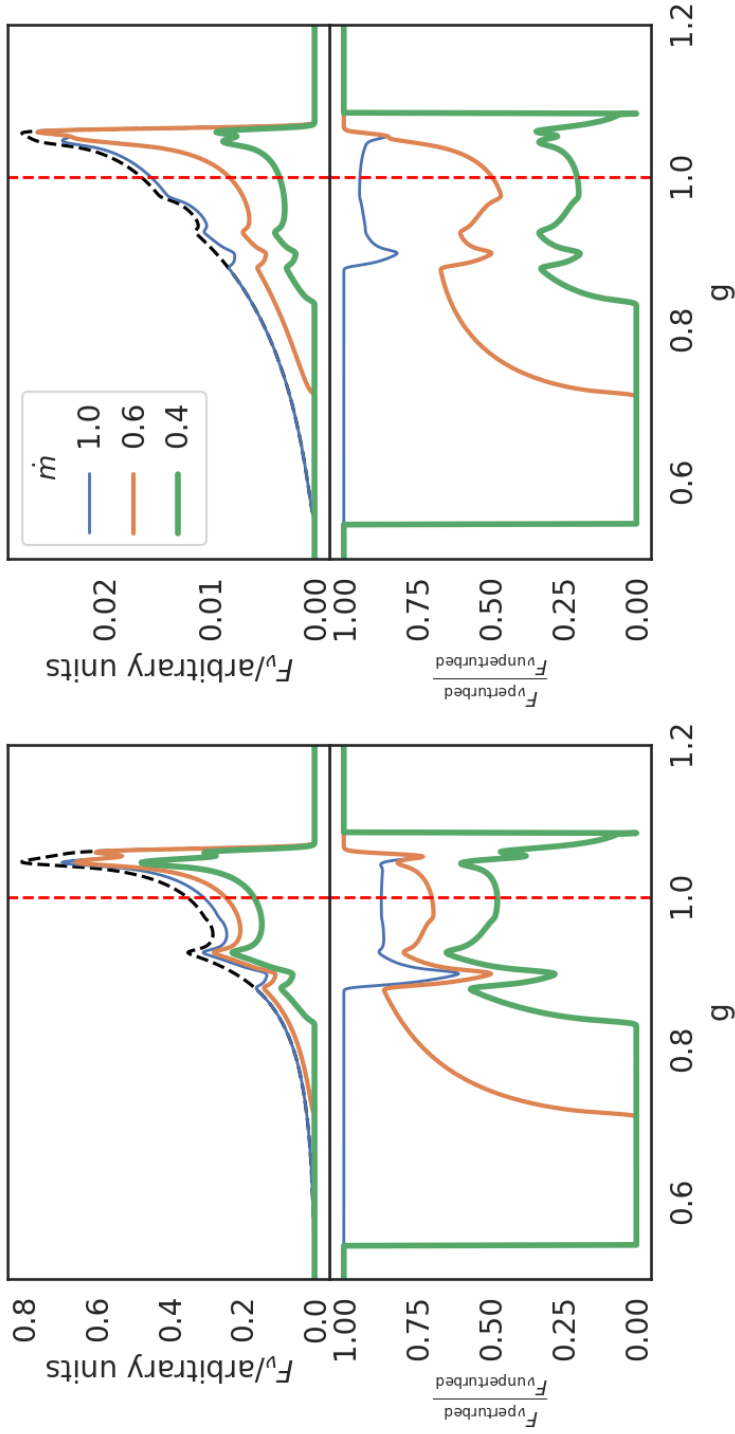 F_ν/arbitrary units
0.8
0.6
0.4
0.2
0.0
F_ν perturbed
F_ν unperturbed
1.00
0.75
0.50
0.25
0.00
0.6 0.8 1.0 1.2
g
F_ν/arbitrary units
0.02
0.01
0.00
ṁ
1.0
0.6
0.4
F_ν perturbed
F_ν unperturbed
1.00
0.75
0.50
0.25
0.00
0.6 0.8 1.0 1.2
g